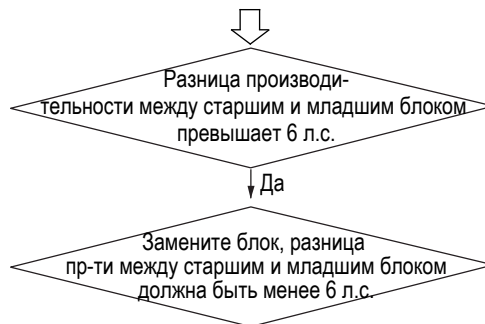 Разница производи-
тельности между старшим и младшим блоком
превышает 6 л.с.
Да
Замените блок, разница
пр-ти между старшим и младшим блоком
должна быть менее 6 л.с.